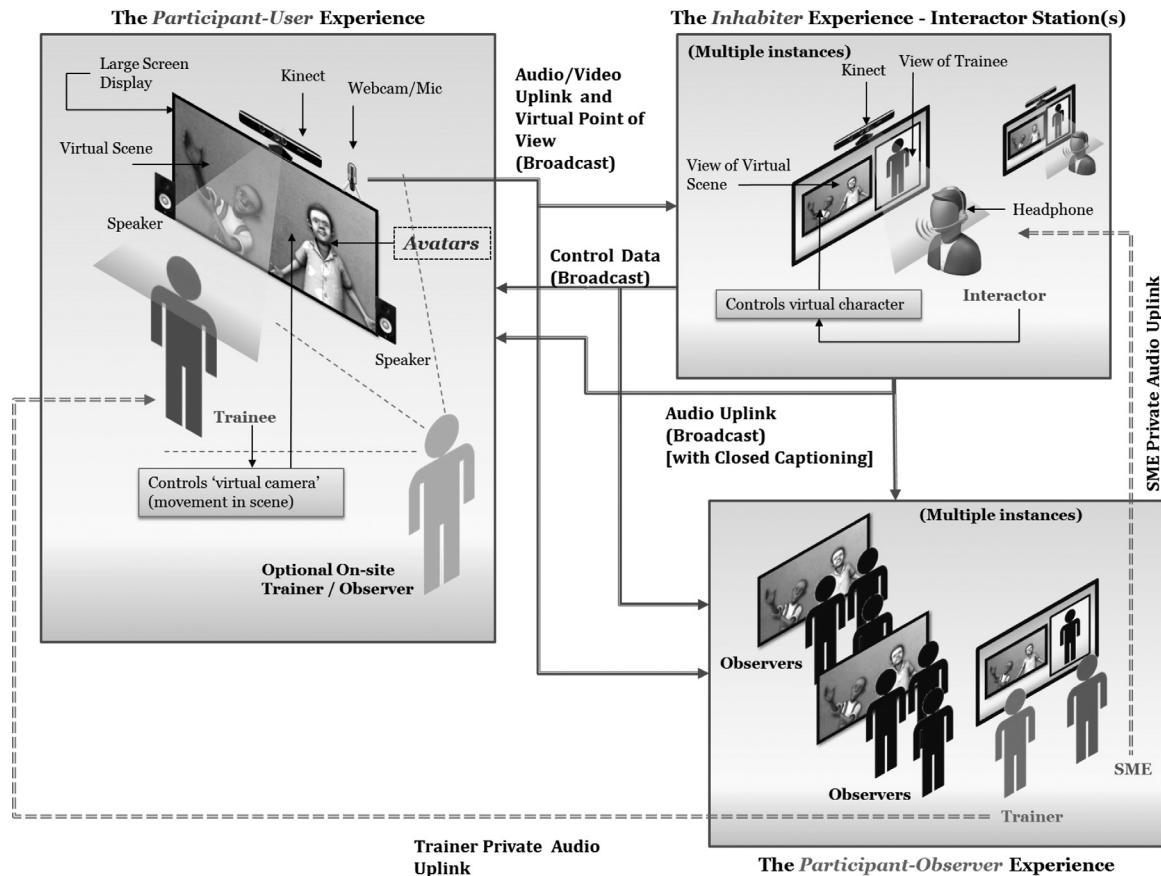 The Participant-User Experience
Large Screen
Display
Kinect
Webcam/Mic
Virtual Scene
Speaker
Avatars
Speaker
Trainee
Controls ‘virtual camera’
(movement in scene)
Optional On-site
Trainer / Observer
Audio/Video
Uplink and
Virtual Point of
View
(Broadcast)
Control Data
(Broadcast)
The Inhabiter Experience - Interactor Station(s)
(Multiple instances)
View of Trainee
Kinect
View of Virtual
Scene
Headphone
Interactor
Controls virtual character
Audio Uplink
(Broadcast)
[with Closed Captioning]
SME Private Audio Uplink
(Multiple instances)
Observers
Observers
SME
Trainer
Trainer Private Audio
Uplink
The Participant-Observer Experience